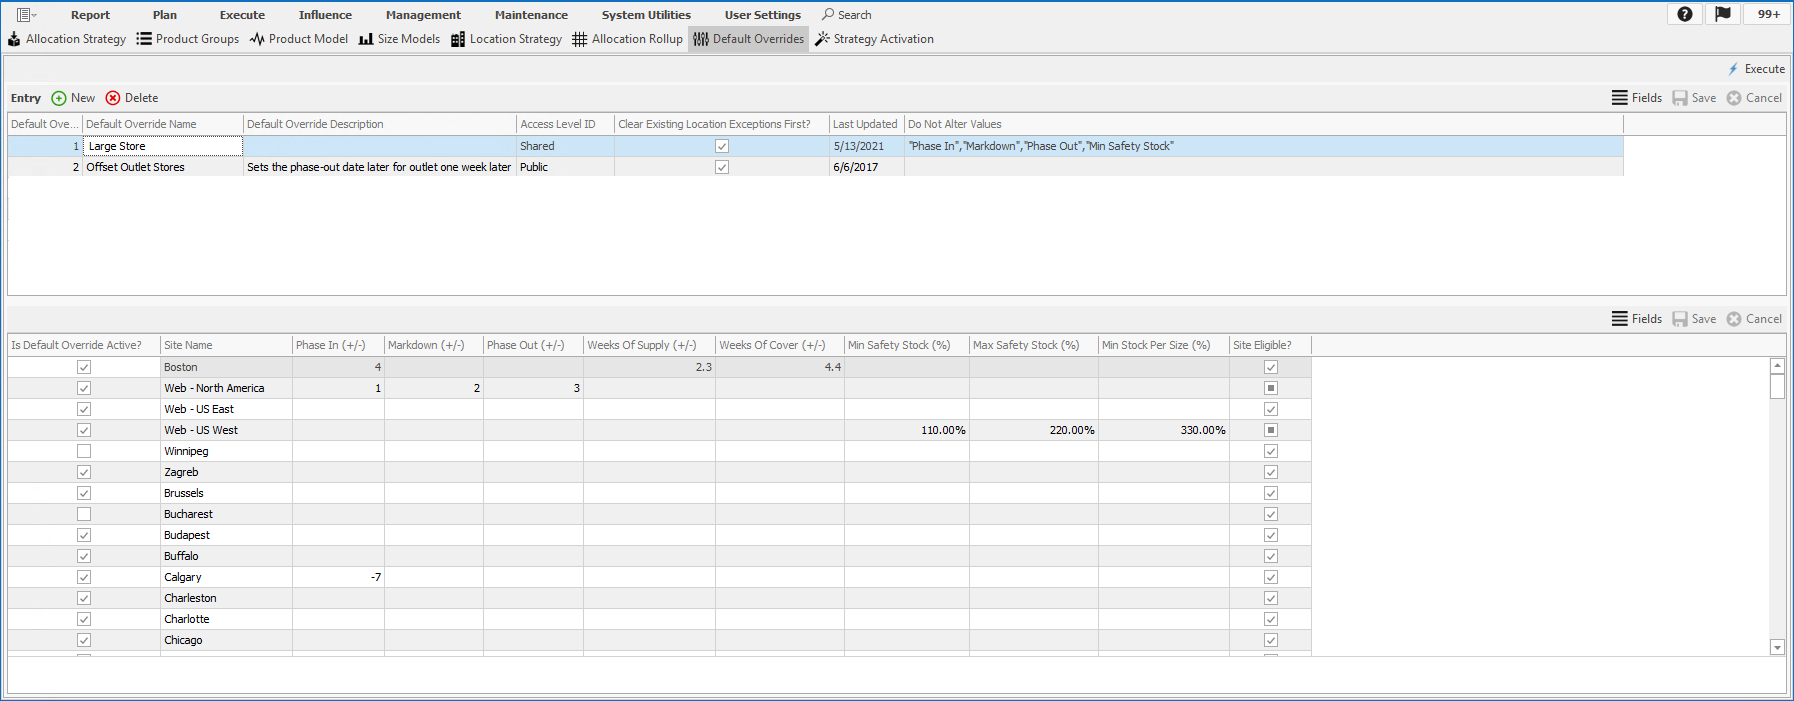 Report Plan Execute Influence Management Maintenance System Utilities User Settings Search 99+
Allocation Strategy Product Groups Product Model Size Models Location Strategy Allocation Rollup Default Overrides Strategy Activation
Execute
Entry New Delete Fields Save Cancel
Default Ove... Default Override Name Default Override Description Access Level ID Clear Existing Location Exceptions First? Last Updated Do Not Alter Values
1 Large Store Shared 5/13/2021 "Phase In","Markdown","Phase Out","Min Safety Stock"
2 Offset Outlet Stores Sets the phase-out date later for outlet one week later Public 6/6/2017
Fields Save Cancel
Is Default Override Active? Site Name Phase In (+/-) Markdown (+/-) Phase Out (+/-) Weeks Of Supply (+/-) Weeks Of Cover (+/-) Min Safety Stock (%) Max Safety Stock (%) Min Stock Per Size (%) Site Eligible?
Boston 4 2.3 4.4
Web - North America 1 2 3
Web - US East
Web - US West 110.00% 220.00% 330.00%
Winnipeg
Zagreb
Brussels
Bucharest
Budapest
Buffalo
Calgary -7
Charleston
Charlotte
Chicago